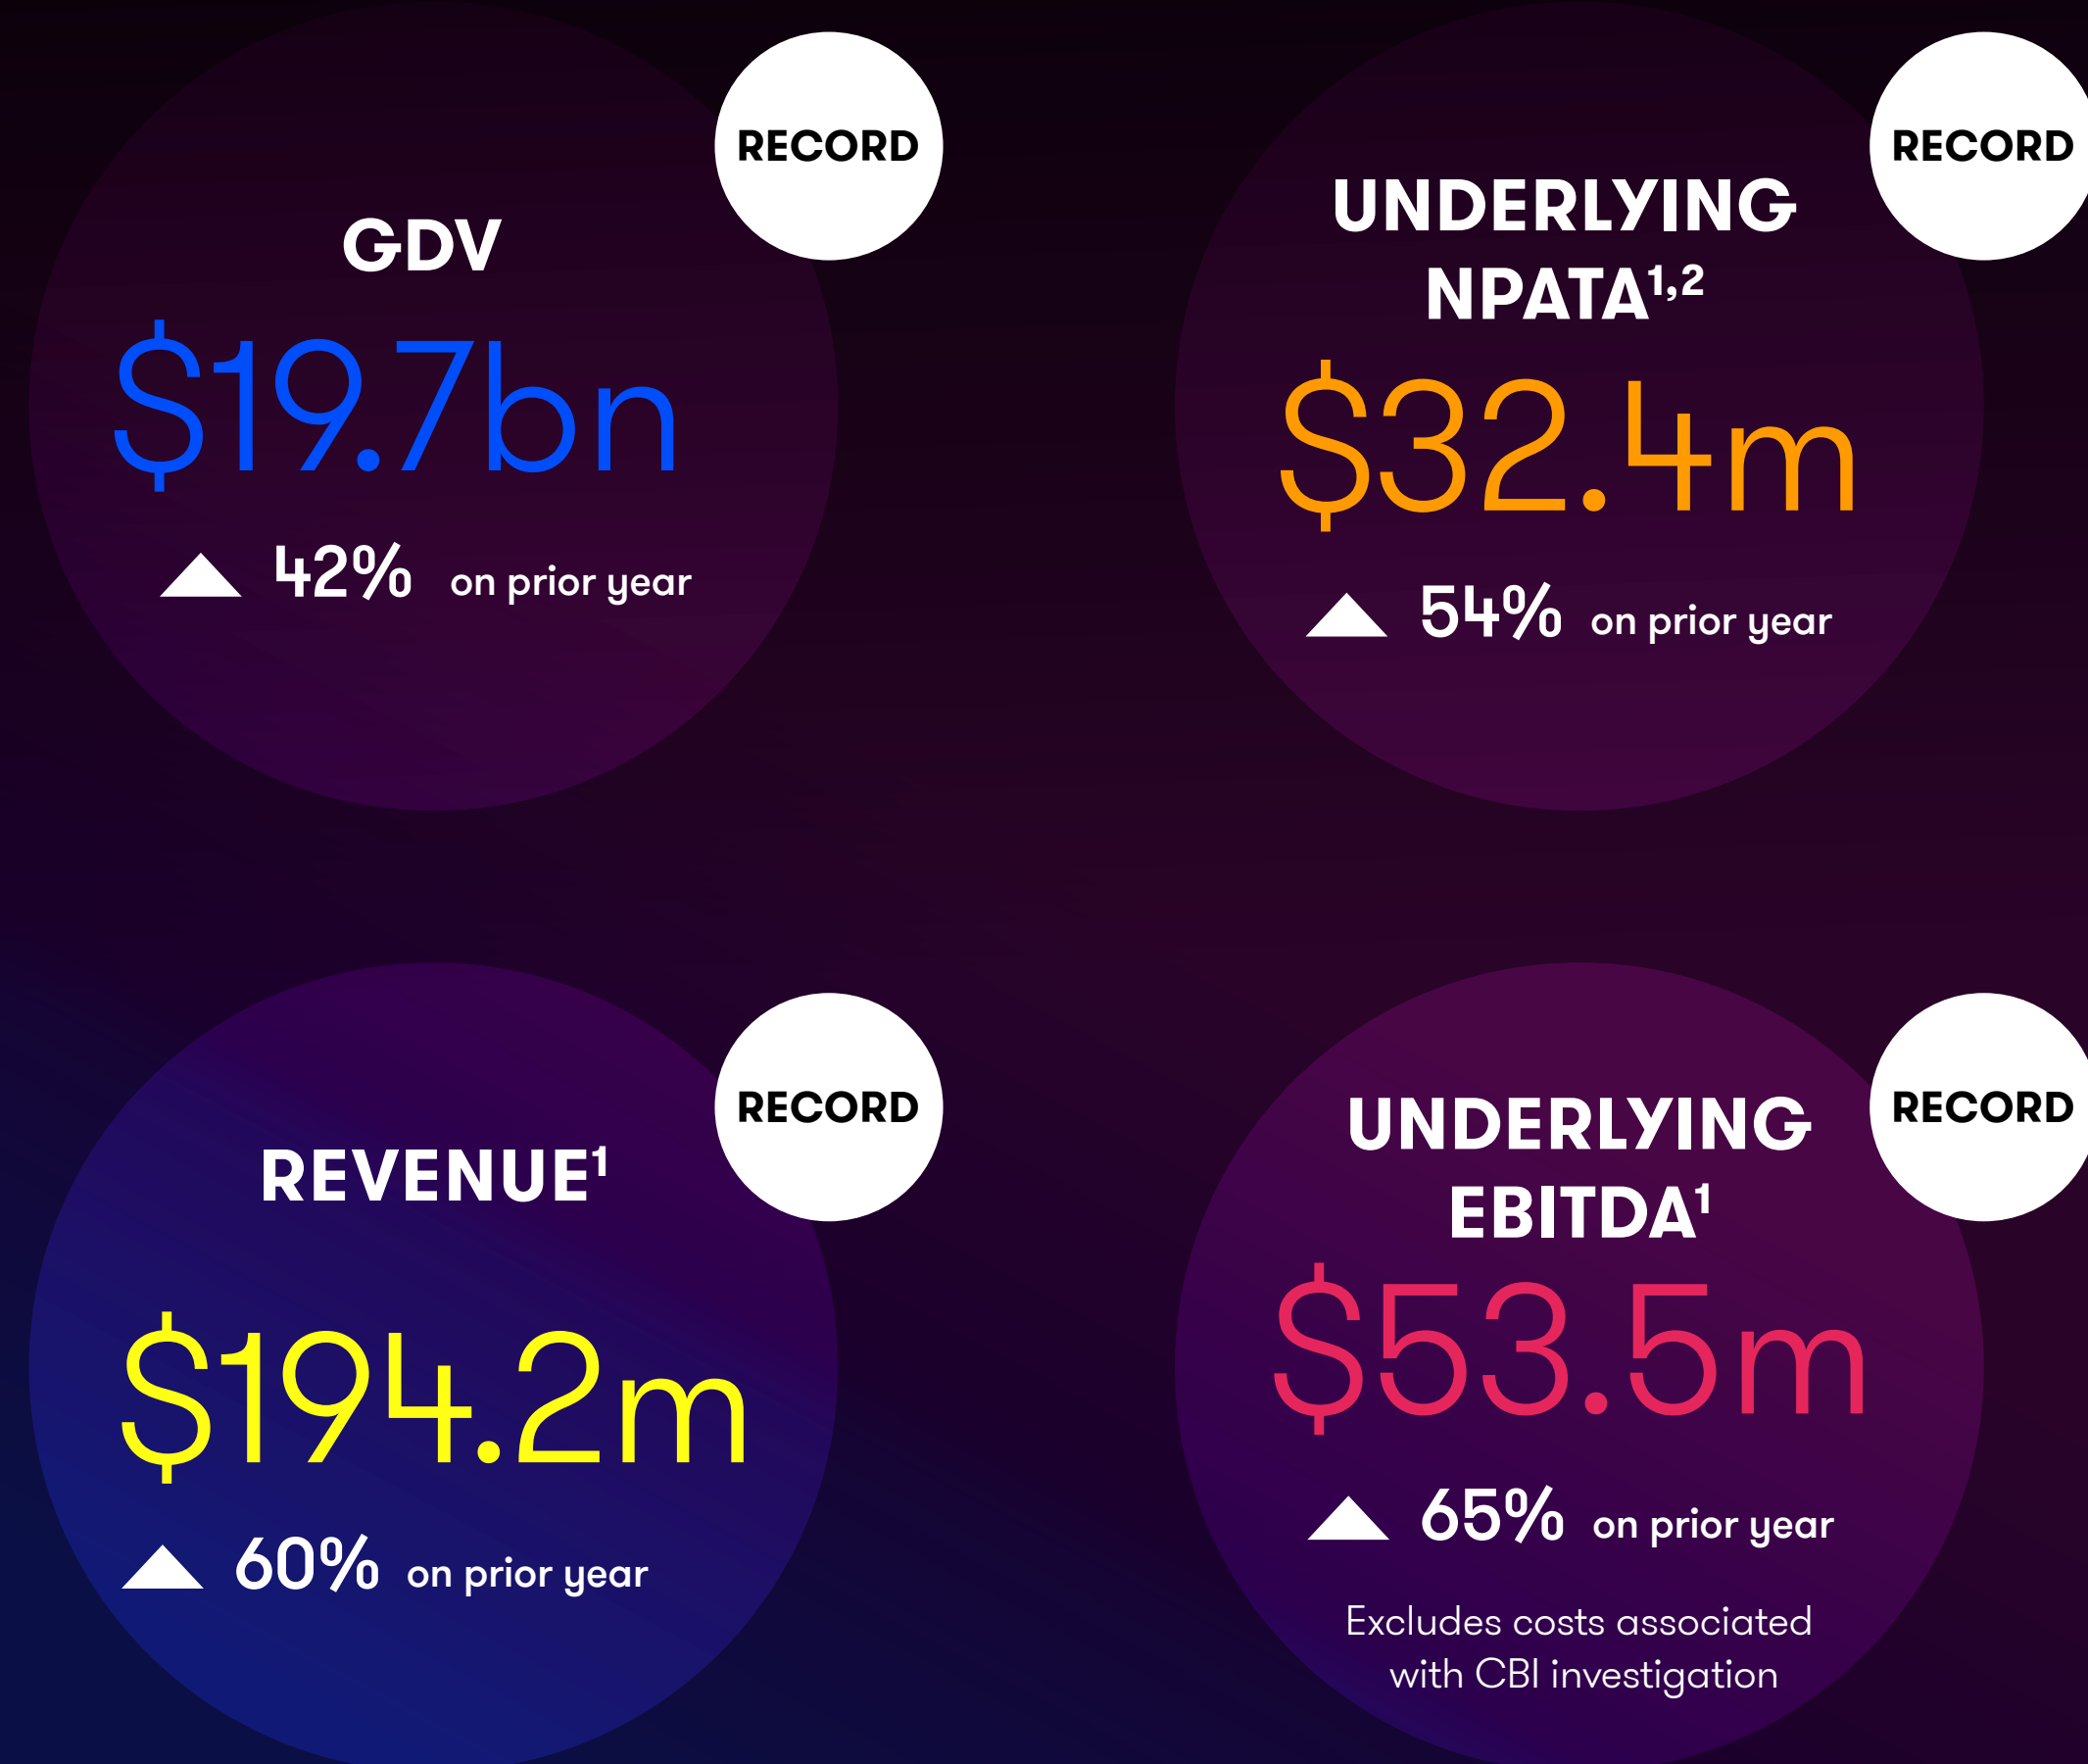 RECORD
GDV
$19.7bn
42% on prior year
RECORD
UNDERLYING
NPATA¹,²
$32.4m
54% on prior year
RECORD
REVENUE¹
$194.2m
60% on prior year
RECORD
UNDERLYING
EBITDA¹
$53.5m
65% on prior year
Excludes costs associated
with CBI investigation